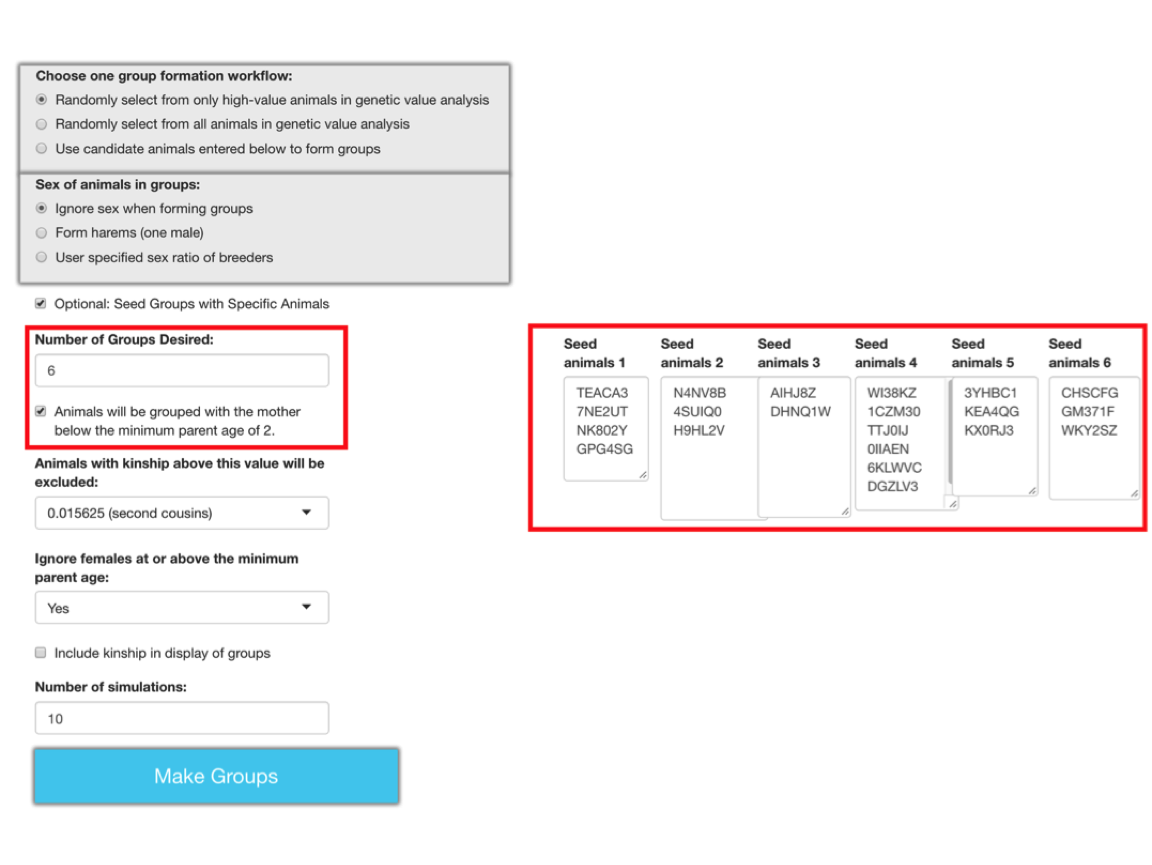 Choose one group formation workflow:
Randomly select from only high-value animals in genetic value analysis
Randomly select from all animals in genetic value analysis
Use candidate animals entered below to form groups
Sex of animals in groups:
Ignore sex when forming groups
Form harems (one male)
User specified sex ratio of breeders
Optional: Seed Groups with Specific Animals
Number of Groups Desired:
6
Animals will be grouped with the mother
below the minimum parent age of 2.
Animals with kinship above this value will be
excluded:
0.015625 (second cousins)
Ignore females at or above the minimum
parent age:
Yes
Include kinship in display of groups
Number of simulations:
10
Make Groups
Seed
animals 1
TEACA3
7NE2UT
NK802Y
GPG4SG
Seed
animals 2
N4NV8B
4SUIQ0
H9HL2V
Seed
animals 3
AIHJ8Z
DHNQ1W
Seed
animals 4
WI38KZ
1CZM30
TTJ0IJ
0IIAEN
6KLWVC
DGZLV3
Seed
animals 5
3YHBC1
KEA4QG
KX0RJ3
Seed
animals 6
CHSCFG
GM371F
WKY2SZ